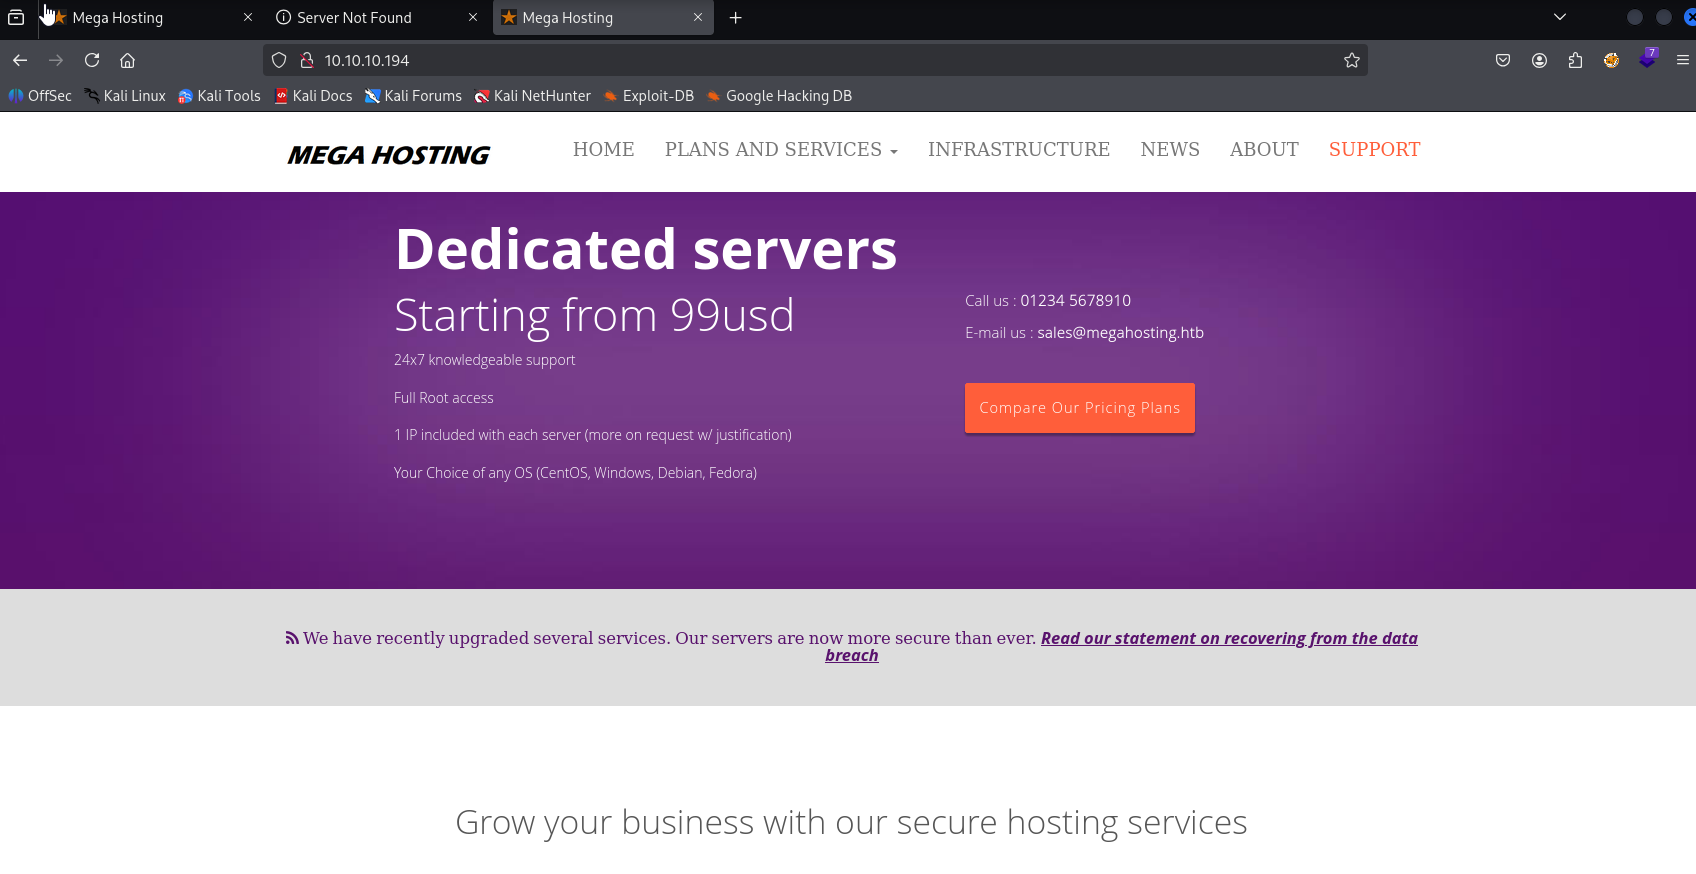 Mega Hosting
Server Not Found
Mega Hosting
10.10.10.194
7
OffSec Kali Linux Kali Tools Kali Docs Kali Forums Kali NetHunter Exploit-DB Google Hacking DB
MEGA HOSTING
HOME PLANS AND SERVICES INFRASTRUCTURE NEWS ABOUT SUPPORT
Dedicated servers
Starting from 99usd
24x7 knowledgeable support
Full Root access
1 IP included with each server (more on request w/ justification)
Your Choice of any OS (CentOS, Windows, Debian, Fedora)
Call us : 01234 5678910
E-mail us : sales@megahosting.htb
Compare Our Pricing Plans
We have recently upgraded several services. Our servers are now more secure than ever. Read our statement on recovering from the data
breach
Grow your business with our secure hosting services